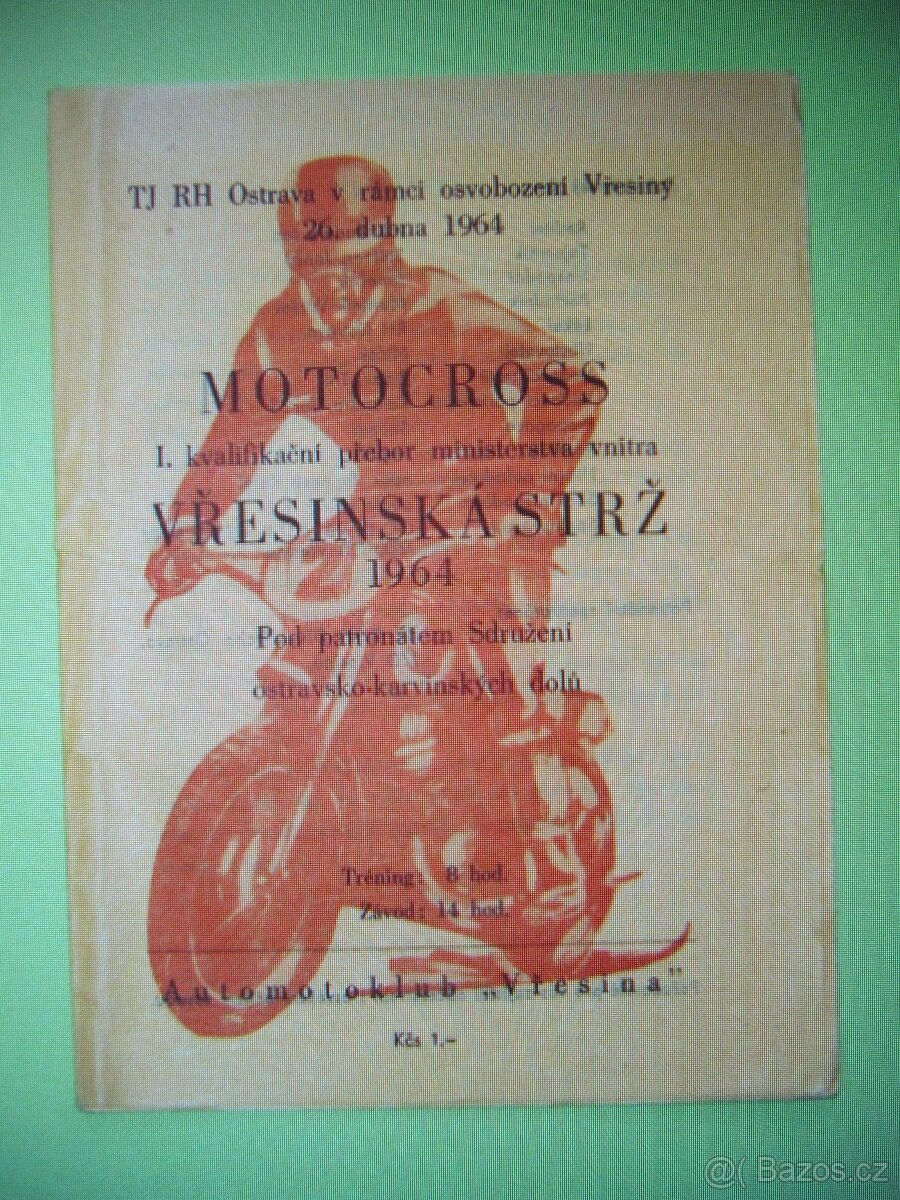 TJ RH Ostrava v rámci osvobození Vřesiny
26. dubna 1964
MOTOCROSS
I. kvalifikační přebor ministerstva vnitra
VŘESINSKÁ STRŽ
1964
Pod patronátem Sdružení
ostravsko-karvinských dolů
Tréning: 8 hod.
Závod: 14 hod.
Automotoklub „Vřesina"
Kčs 1.–
@( Bazos.cz